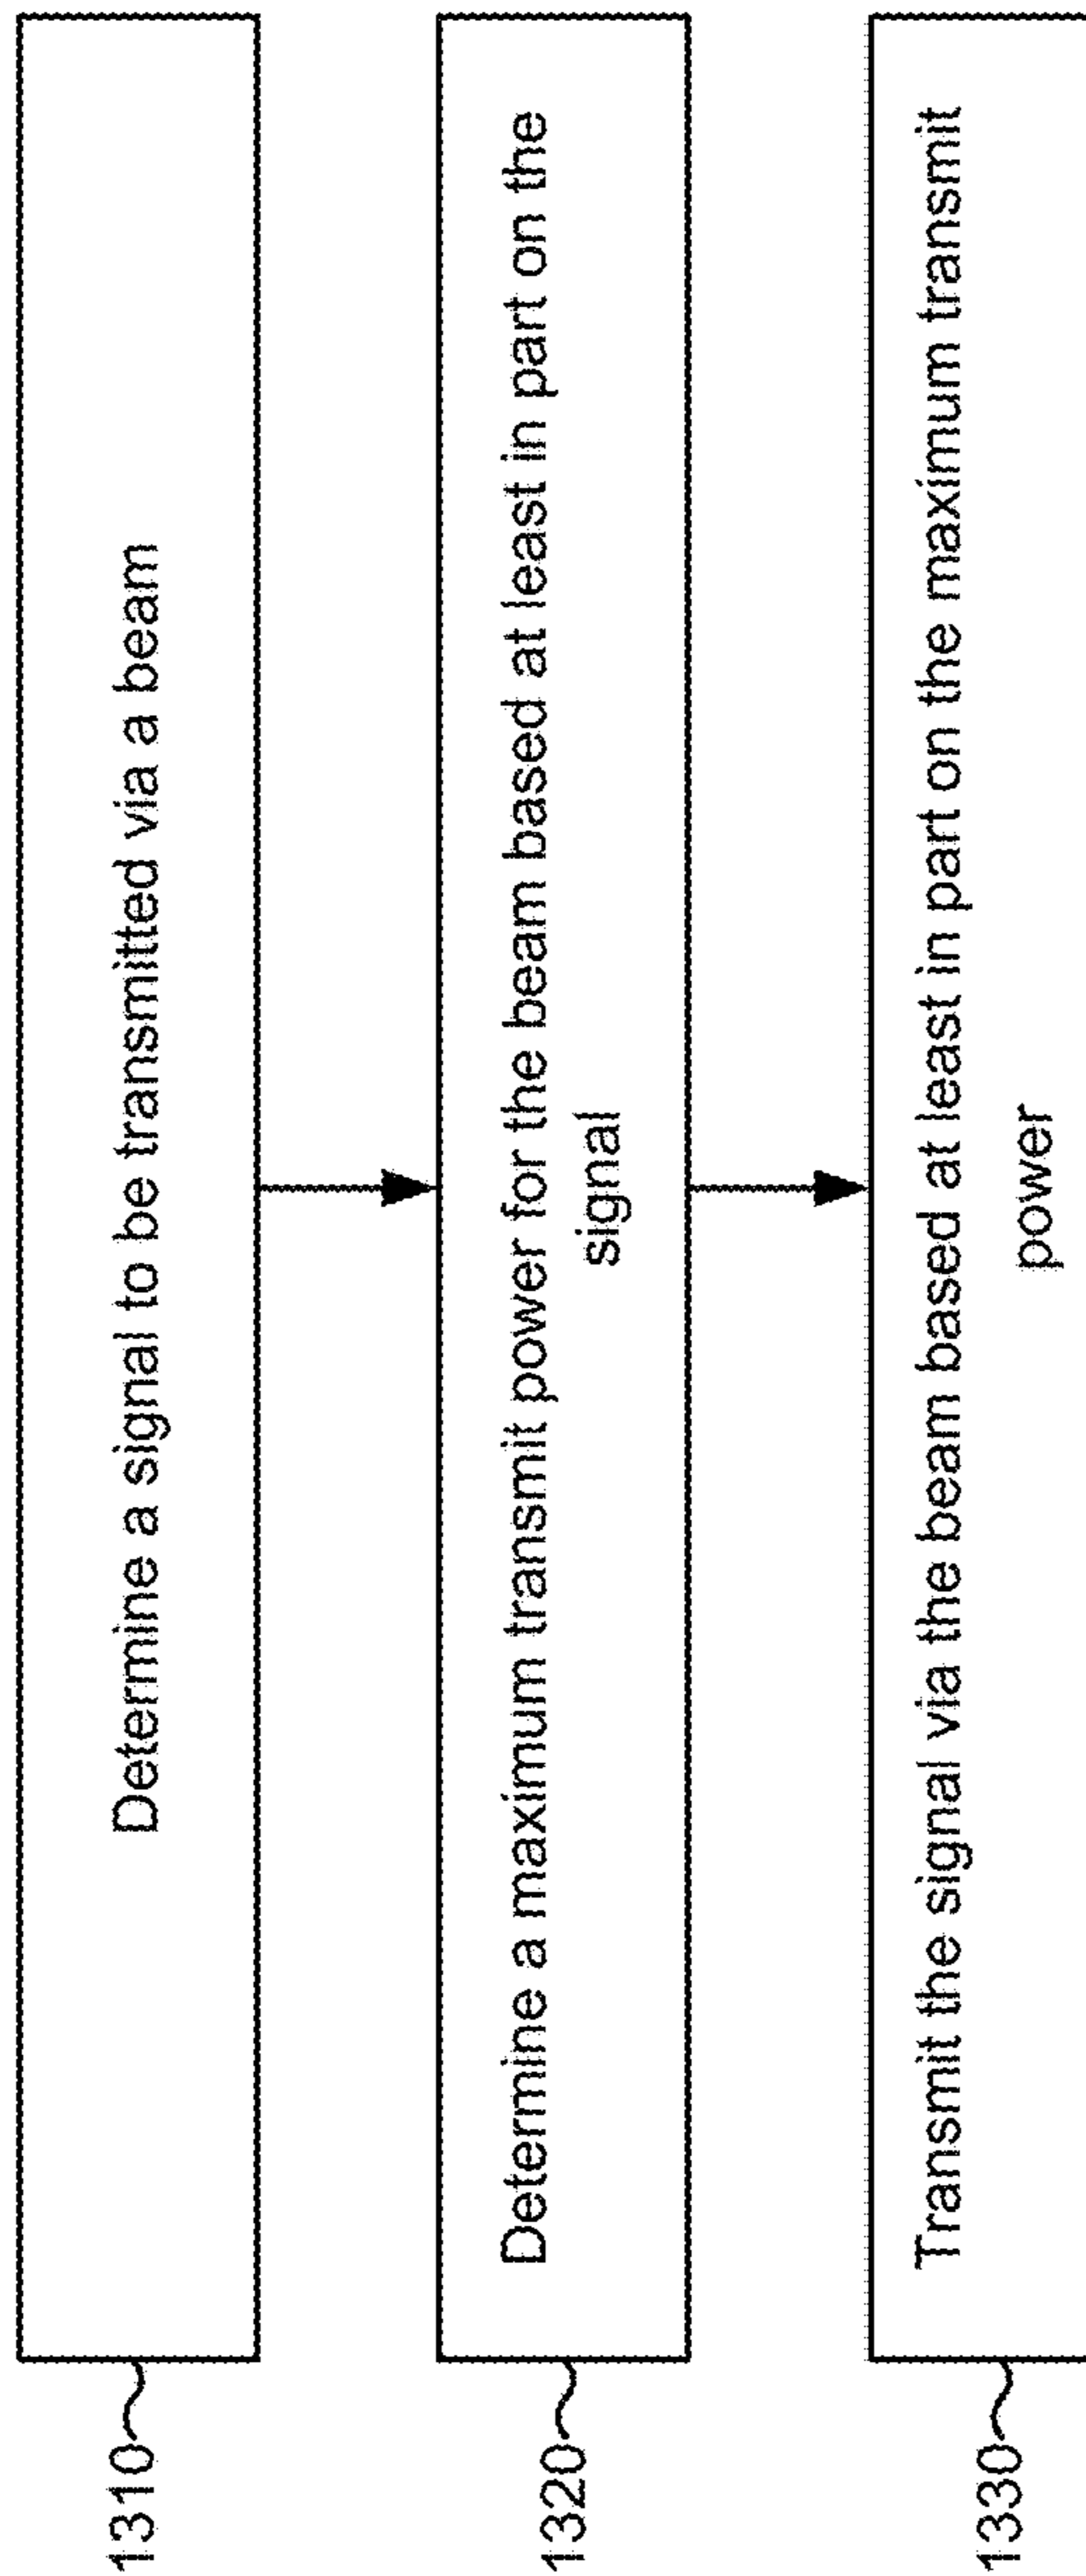 1310
Determine a signal to be transmitted via a beam
1320
Determine a maximum transmit power for the beam based at least in part on the
signal
1330
Transmit the signal via the beam based at least in part on the maximum transmit
power